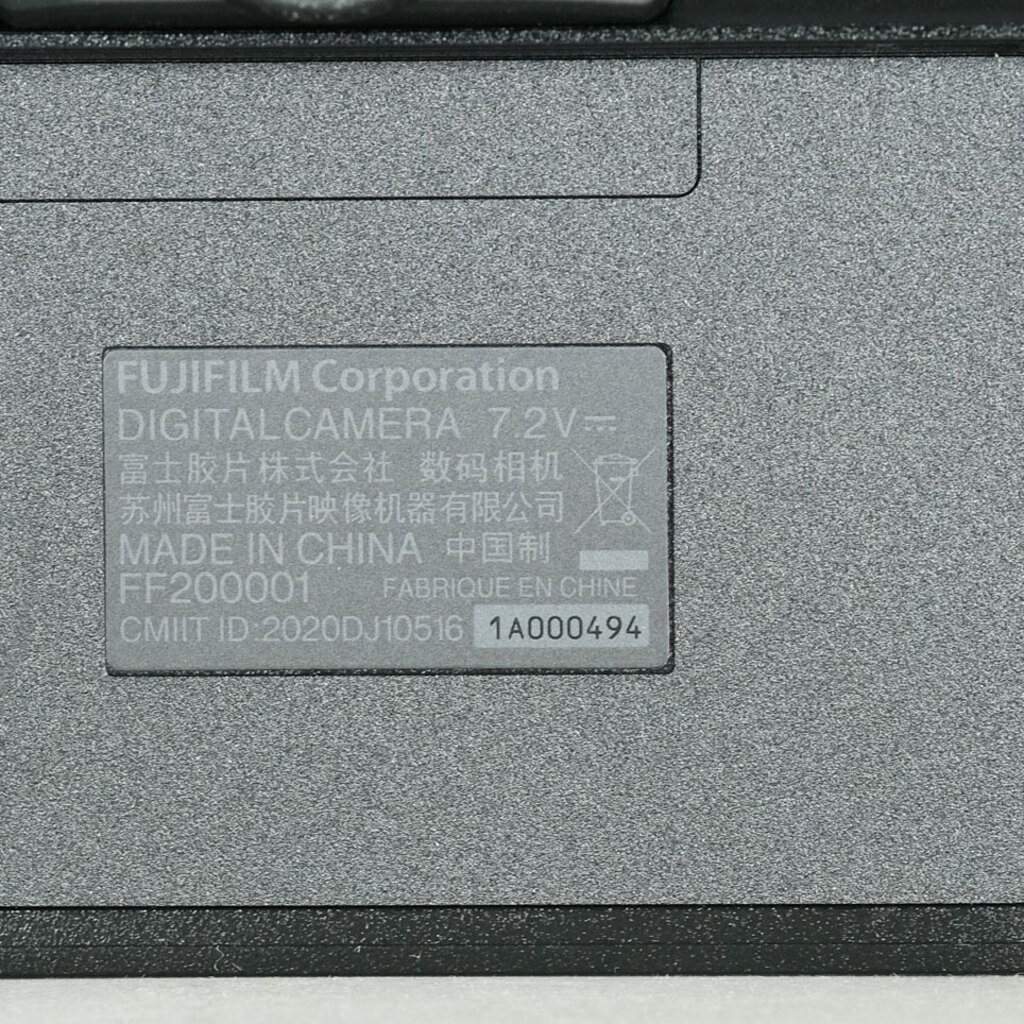 FUJIFILM Corporation
DIGITAL CAMERA 7.2V⎓
富士胶片株式会社 数码相机
苏州富士胶片映像机器有限公司
MADE IN CHINA 中国制
FF200001 FABRIQUE EN CHINE
CMIIT ID:2020DJ10516 1A000494